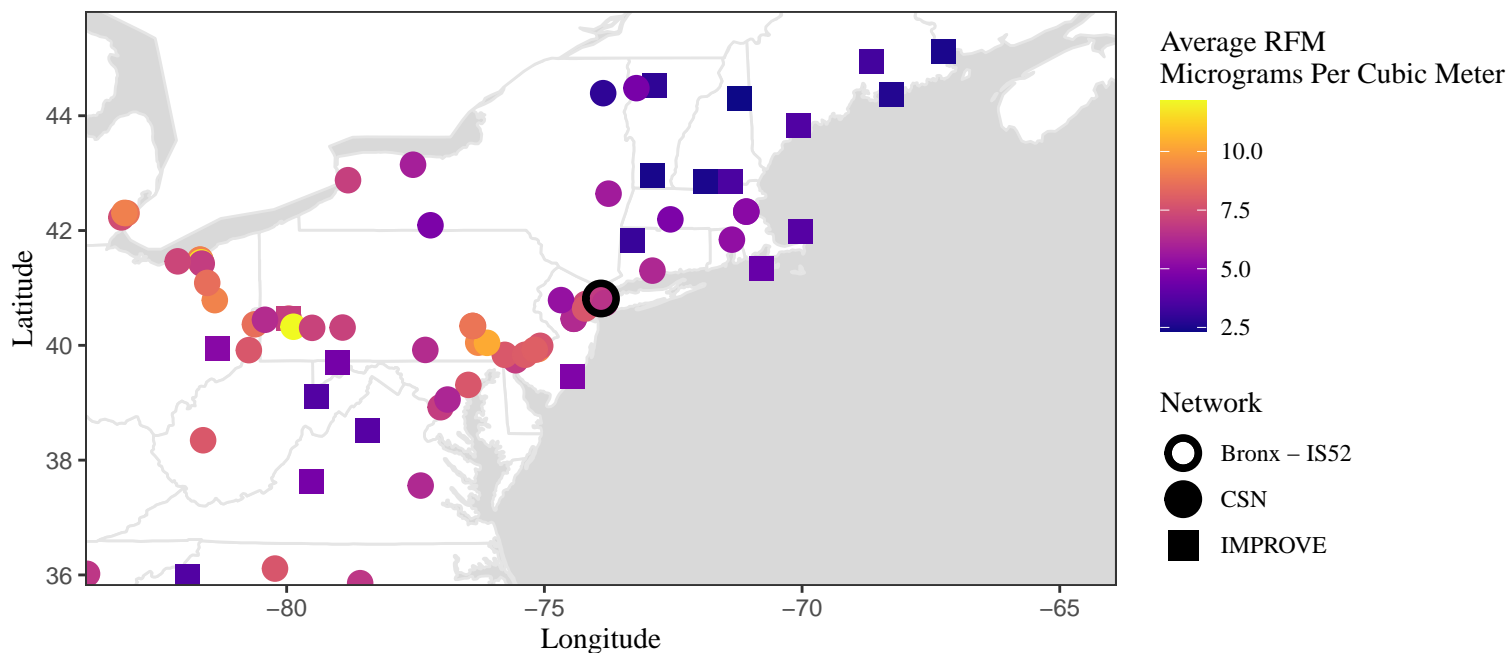 Average RFM
Micrograms Per Cubic Meter
10.0
7.5
5.0
2.5
Network
Bronx – IS52
CSN
IMPROVE
Latitude
44
42
40
38
36
−80
−75
−70
−65
Longitude